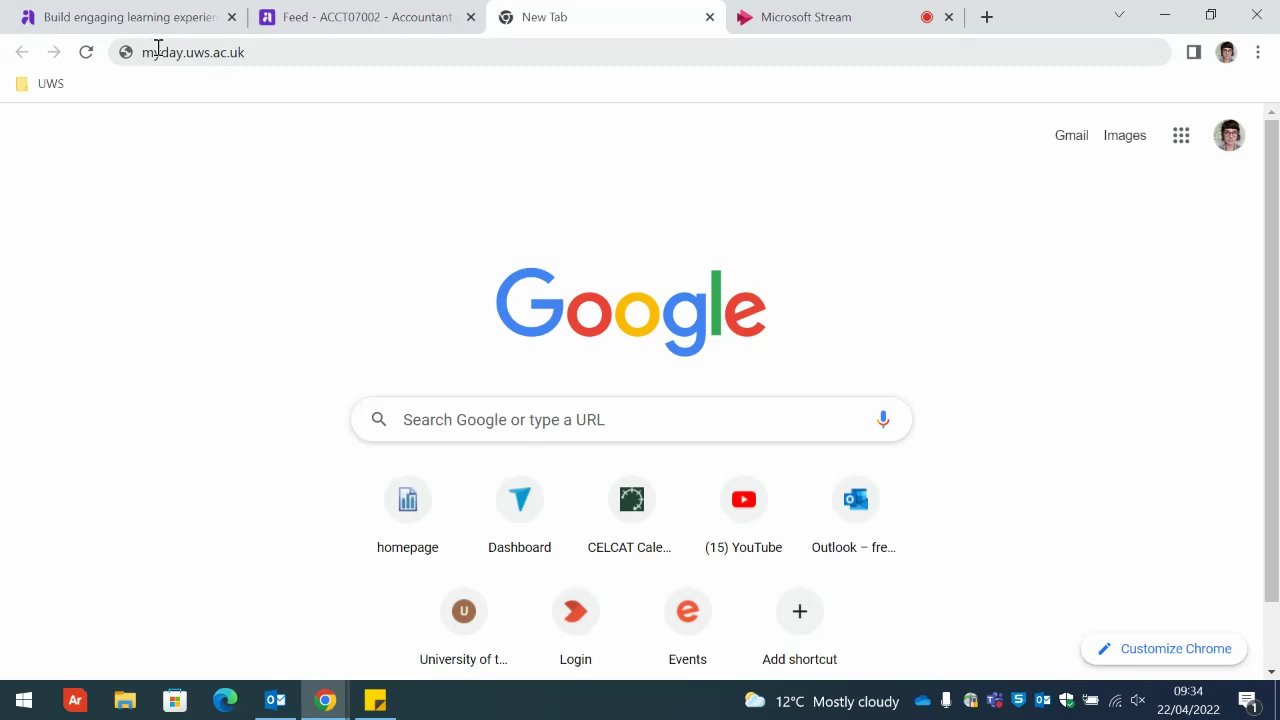 Build engaging learning experien
Feed - ACCT07002 - Accountant
New Tab
Microsoft Stream
myday.uws.ac.uk
UWS
Gmail
Images
Google
Search Google or type a URL
homepage
Dashboard
CELCAT Cale...
(15) YouTube
Outlook – fre...
U
University of t...
Login
Events
Add shortcut
Customize Chrome
Ar
12°C Mostly cloudy
09:34
22/04/2022
1